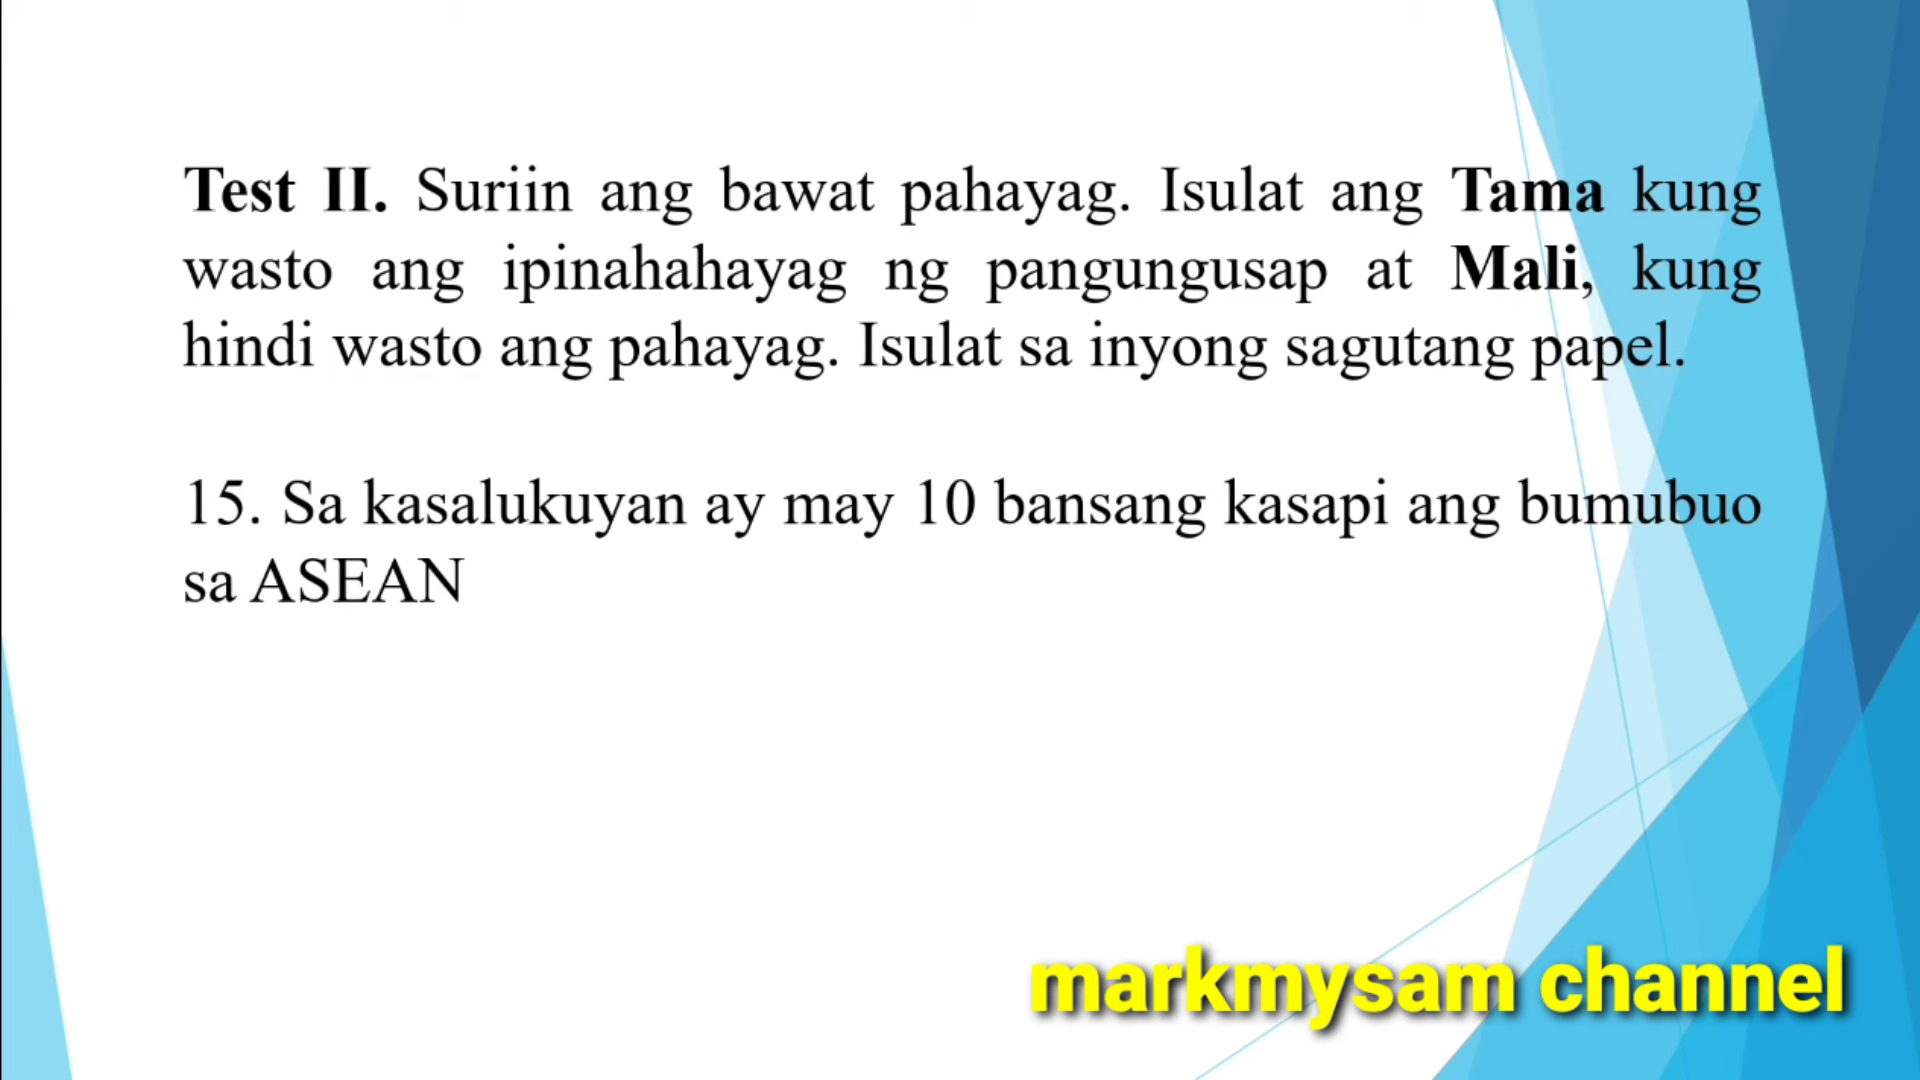 Test II. Suriin ang bawat pahayag. Isulat ang Tama kung
wasto ang ipinahahayag ng pangungusap at Mali, kung
hindi wasto ang pahayag. Isulat sa inyong sagutang papel.
15. Sa kasalukuyan ay may 10 bansang kasapi ang bumubuo
sa ASEAN
markmysam channel